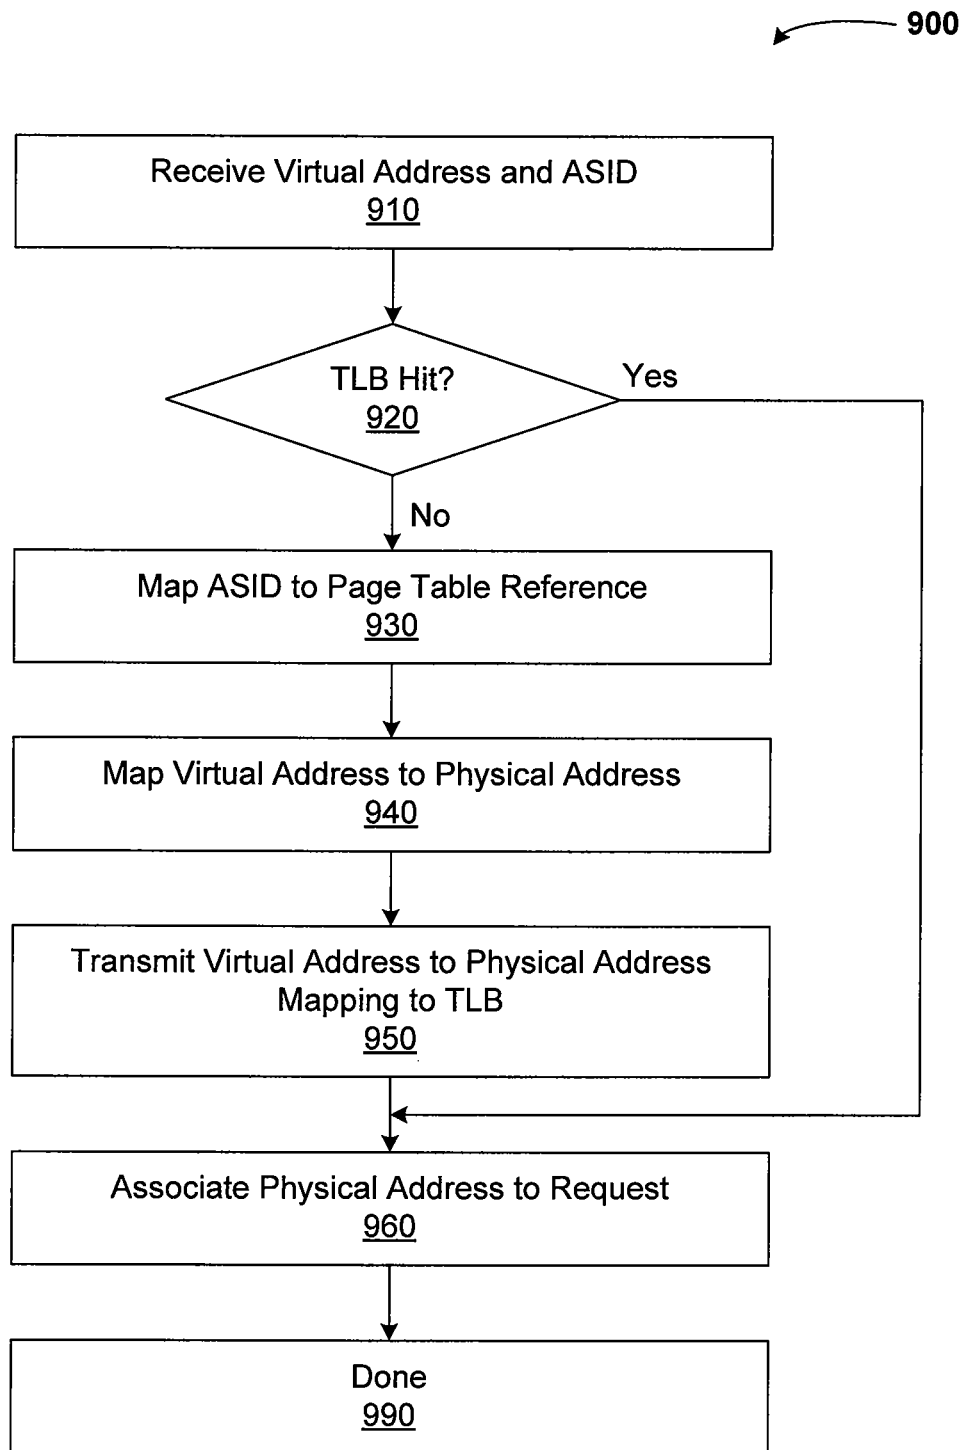 900
Receive Virtual Address and ASID
910
TLB Hit?
920
Yes
No
Map ASID to Page Table Reference
930
Map Virtual Address to Physical Address
940
Transmit Virtual Address to Physical Address
Mapping to TLB
950
Associate Physical Address to Request
960
Done
990